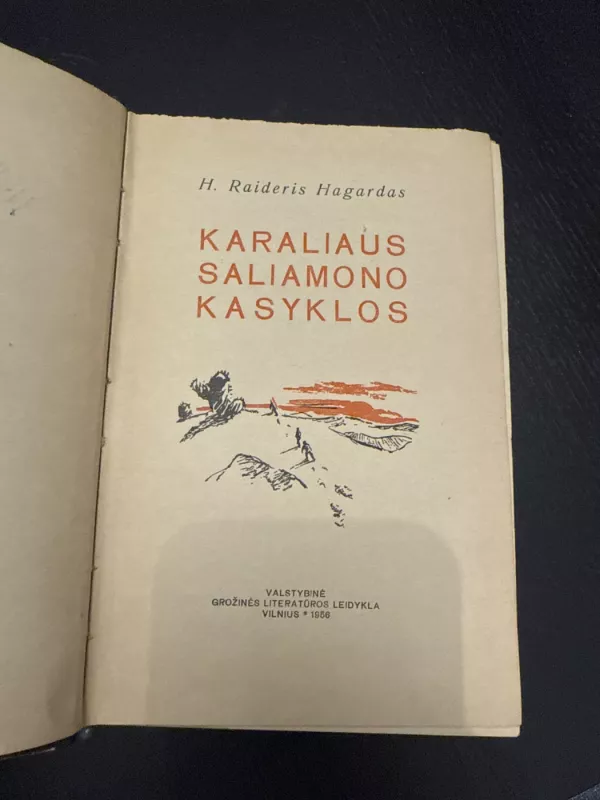 H. Raideris Hagardas
KARALIAUS
SALIAMONO
KASYKLOS
VALSTYBINĖ
GROŽINĖS LITERATŪROS LEIDYKLA
VILNIUS * 1956